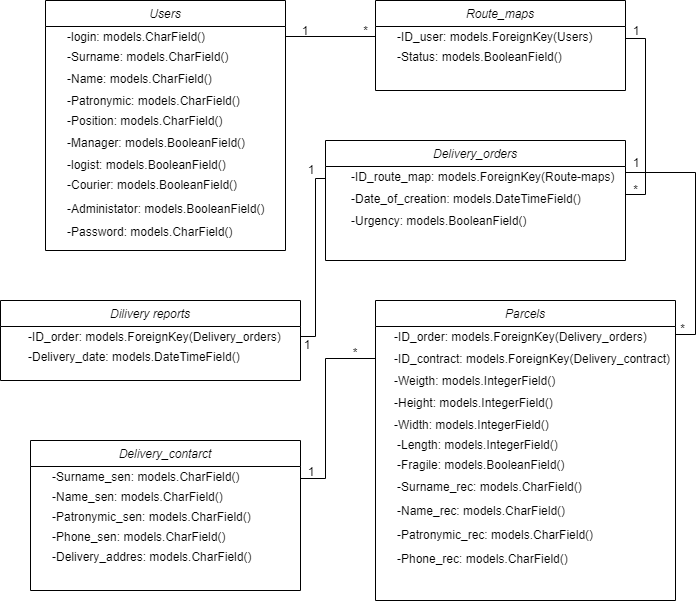 Users
-login: models.CharField()
-Surname: models.CharField()
-Name: models.CharField()
-Patronymic: models.CharField()
-Position: models.CharField()
-Manager: models.BooleanField()
-logist: models.BooleanField()
-Courier: models.BooleanField()
-Administator: models.BooleanField()
-Password: models.CharField()
1
*
Route_maps
-ID_user: models.ForeignKey(Users)
-Status: models.BooleanField()
1
Delivery_orders
-ID_route_map: models.ForeignKey(Route-maps)
-Date_of_creation: models.DateTimeField()
-Urgency: models.BooleanField()
1
1
*
Dilivery reports
-ID_order: models.ForeignKey(Delivery_orders)
-Delivery_date: models.DateTimeField()
1
Parcels
-ID_order: models.ForeignKey(Delivery_orders)
-ID_contract: models.ForeignKey(Delivery_contract)
-Weigth: models.IntegerField()
-Height: models.IntegerField()
-Width: models.IntegerField()
-Length: models.IntegerField()
-Fragile: models.BooleanField()
-Surname_rec: models.CharField()
-Name_rec: models.CharField()
-Patronymic_rec: models.CharField()
-Phone_rec: models.CharField()
*
*
Delivery_contarct
-Surname_sen: models.CharField()
-Name_sen: models.CharField()
-Patronymic_sen: models.CharField()
-Phone_sen: models.CharField()
-Delivery_addres: models.CharField()
1